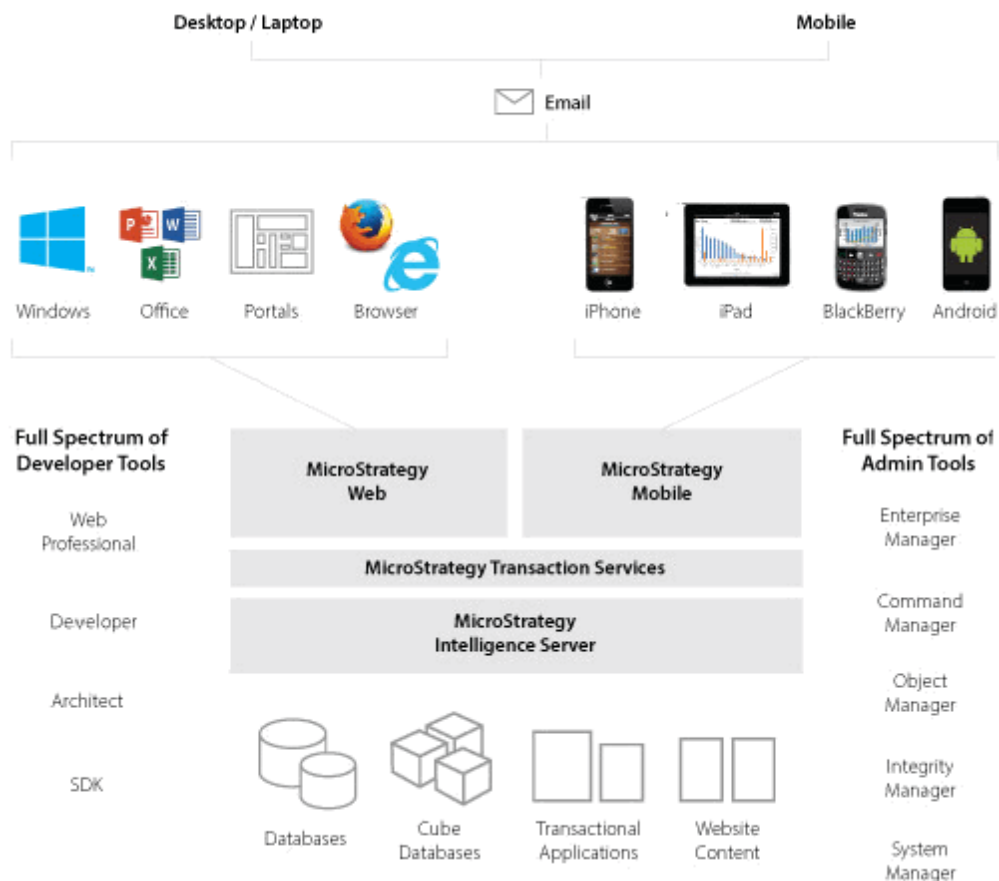 Desktop / Laptop
Mobile
Email
P
W
X
Windows
Office
Portals
Browser
iPhone
iPad
BlackBerry
Android
Full Spectrum of
Developer Tools
Web
Professional
Developer
Architect
SDK
MicroStrategy
Web
MicroStrategy
Mobile
MicroStrategy Transaction Services
MicroStrategy
Intelligence Server
Databases
Cube
Databases
Transactional
Applications
Website
Content
Full Spectrum of
Admin Tools
Enterprise
Manager
Command
Manager
Object
Manager
Integrity
Manager
System
Manager